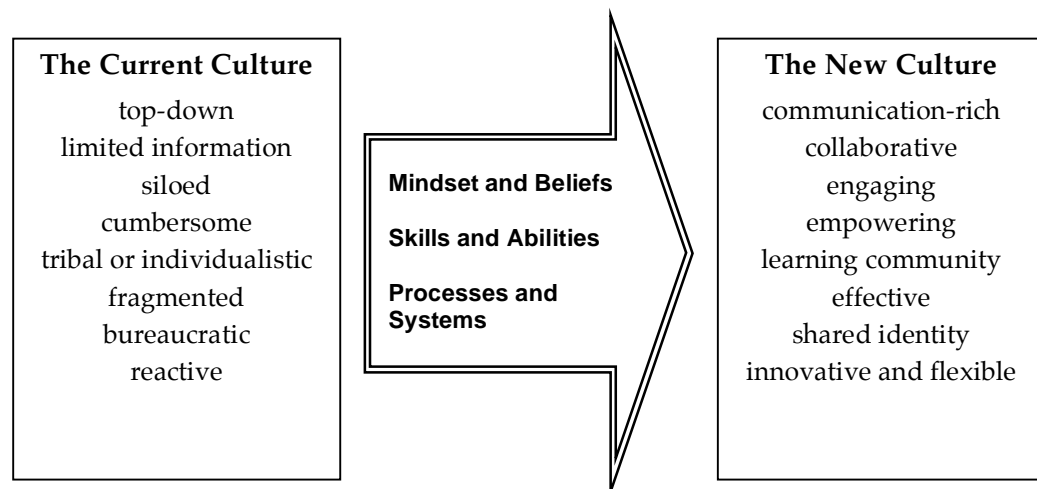 The Current Culture
top-down
limited information
siloed
cumbersome
tribal or individualistic
fragmented
bureaucratic
reactive
Mindset and Beliefs
Skills and Abilities
Processes and
Systems
The New Culture
communication-rich
collaborative
engaging
empowering
learning community
effective
shared identity
innovative and flexible